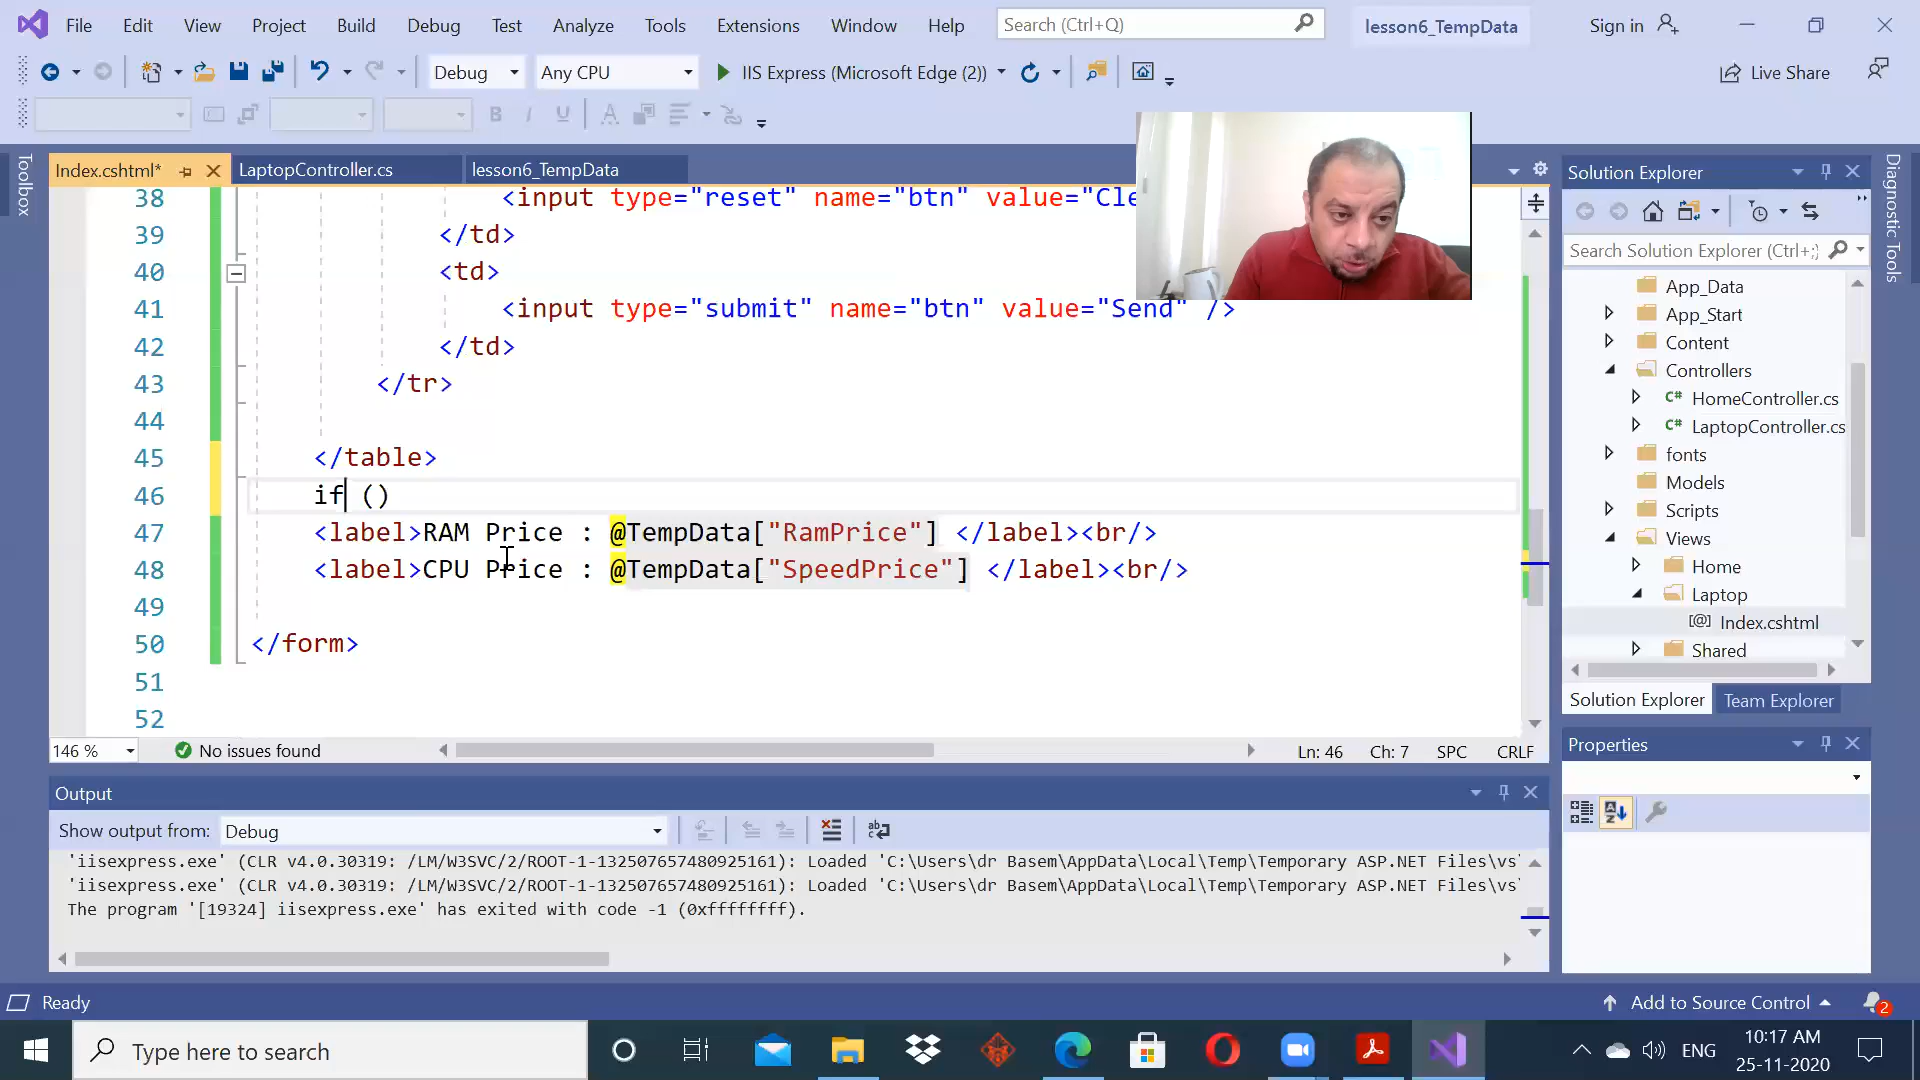 File Edit View Project Build Debug Test Analyze Tools Extensions Window Help Search (Ctrl+Q) lesson6_TempData Sign in
Debug Any CPU IIS Express (Microsoft Edge (2)) Live Share
Toolbox
Index.cshtml* LaptopController.cs lesson6_TempData
38 <input type="reset" name="btn" value="Cle
39 </td>
40 <td>
41 <input type="submit" name="btn" value="Send" />
42 </td>
43 </tr>
44
45 </table>
46 if ()
47 <label>RAM Price : @TempData["RamPrice"] </label><br/>
48 <label>CPU Price : @TempData["SpeedPrice"] </label><br/>
49
50 </form>
51
52
146 % No issues found Ln: 46 Ch: 7 SPC CRLF
Output
Show output from: Debug
'iisexpress.exe' (CLR v4.0.30319: /LM/W3SVC/2/ROOT-1-132507657480925161): Loaded 'C:\Users\dr Basem\AppData\Local\Temp\Temporary ASP.NET Files\vs'
'iisexpress.exe' (CLR v4.0.30319: /LM/W3SVC/2/ROOT-1-132507657480925161): Loaded 'C:\Users\dr Basem\AppData\Local\Temp\Temporary ASP.NET Files\vs'
The program '[19324] iisexpress.exe' has exited with code -1 (0xffffffff).
Solution Explorer
Search Solution Explorer (Ctrl+;)
App_Data
App_Start
Content
Controllers
C# HomeController.cs
C# LaptopController.cs
fonts
Models
Scripts
Views
Home
Laptop
[@] Index.cshtml
Shared
Solution Explorer Team Explorer
Properties
Diagnostic Tools
Ready Add to Source Control 2
Type here to search ENG 10:17 AM
25-11-2020